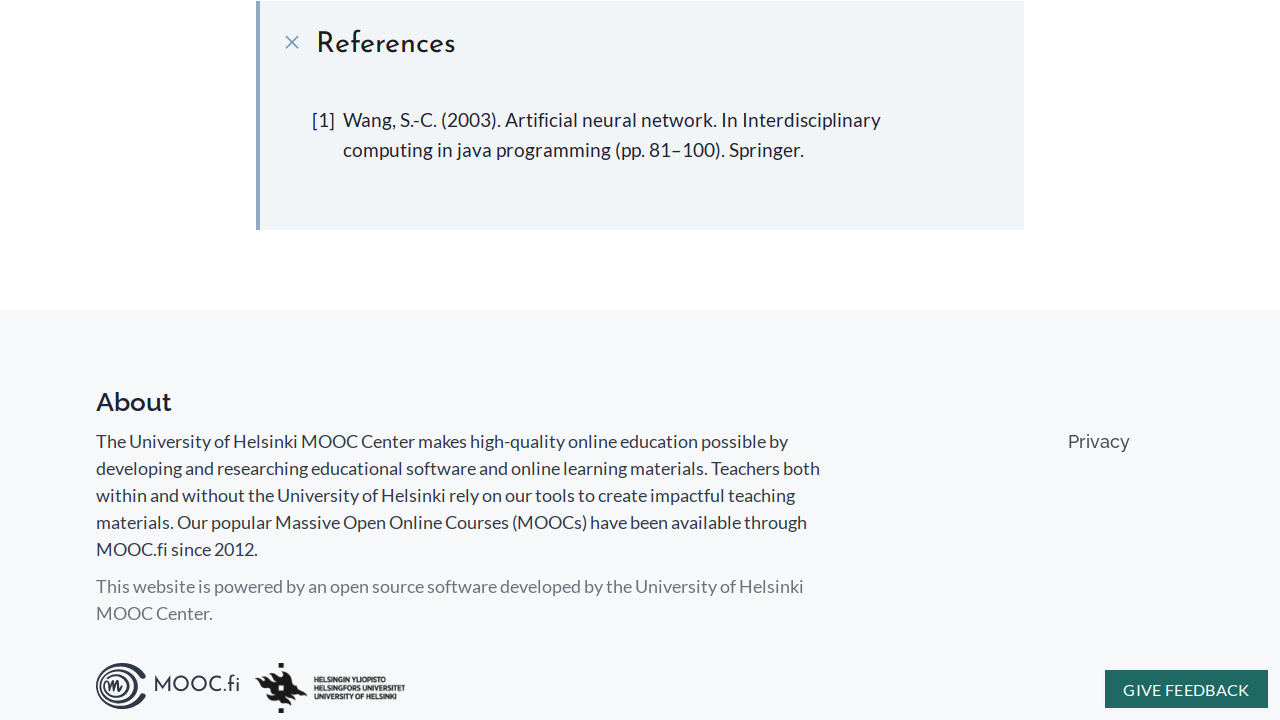 References
[1] Wang, S.-C. (2003). Artificial neural network. In Interdisciplinary
computing in java programming (pp. 81–100). Springer.
About
The University of Helsinki MOOC Center makes high-quality online education possible by
developing and researching educational software and online learning materials. Teachers both
within and without the University of Helsinki rely on our tools to create impactful teaching
materials. Our popular Massive Open Online Courses (MOOCs) have been available through
MOOC.fi since 2012.
Privacy
This website is powered by an open source software developed by the University of Helsinki
MOOC Center.
MOOC.fi
HELSINGIN YLIOPISTO
HELSINGFORS UNIVERSITET
UNIVERSITY OF HELSINKI
GIVE FEEDBACK